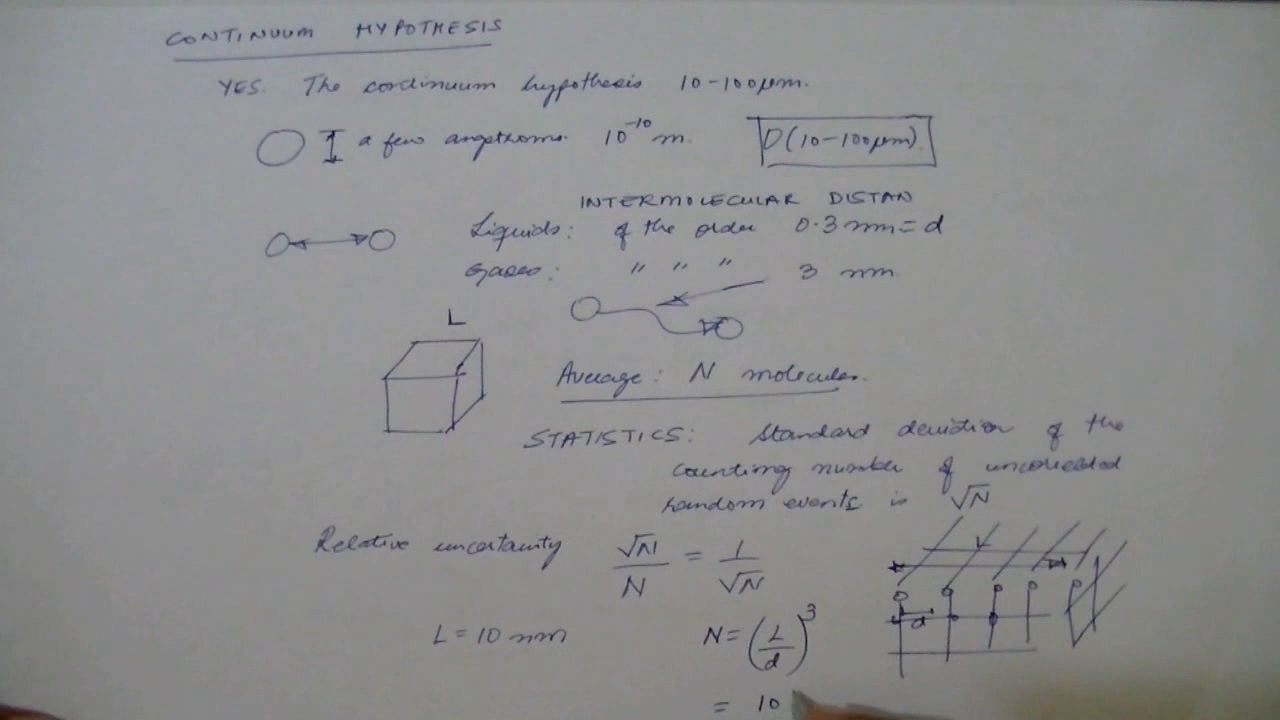 CONTINUUM HYPOTHESIS
YES. The continuum hypothesis 10-100μm.
a few angsthoms. 10⁻¹⁰ m. O(10-100μm)
INTERMOLECULAR DISTAN
Liquids: of the order 0.3 nm = d
Gases: " " " 3 nm.
L
Average: N molecules.
STATISTICS: Standard deviation of the
counting number of uncorrelated
random events is √N
Relative uncertainty √N/N = 1/√N
L
d
L = 10 nm N = (L/d)³
= 10